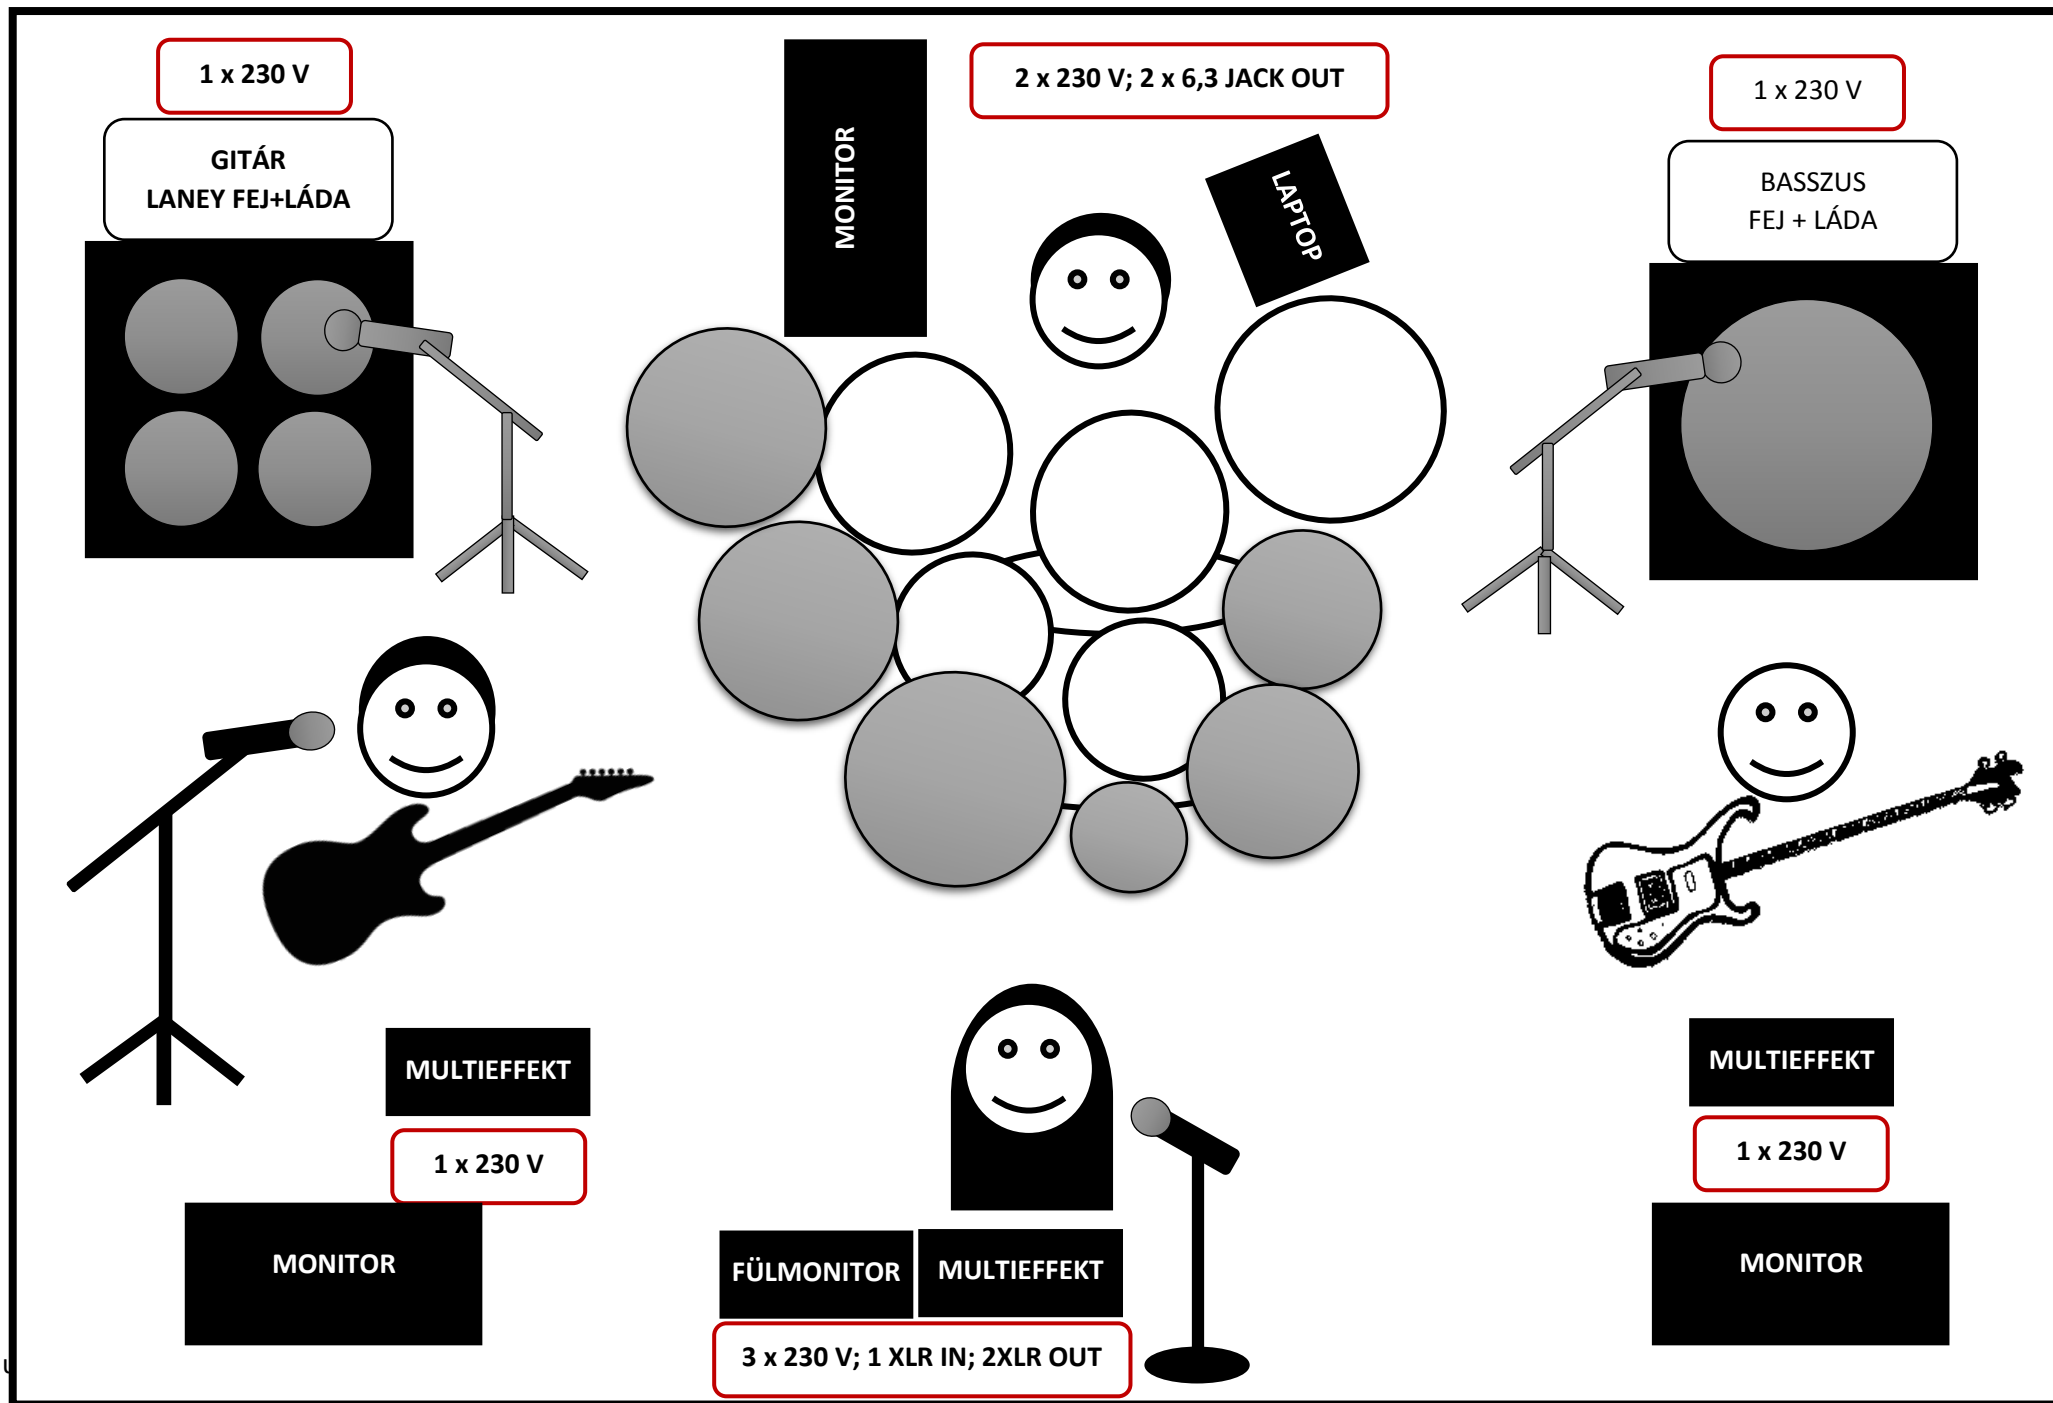 1 x 230 V
2 x 230 V; 2 x 6,3 JACK OUT
1 x 230 V
GITÁR
LANEY FEJ+LÁDA
MONITOR
LAPTOP
BASSZUS
FEJ + LÁDA
MULTIEFFEKT
1 x 230 V
MONITOR
FÜLMONITOR
MULTIEFFEKT
3 x 230 V; 1 XLR IN; 2XLR OUT
MULTIEFFEKT
1 x 230 V
MONITOR